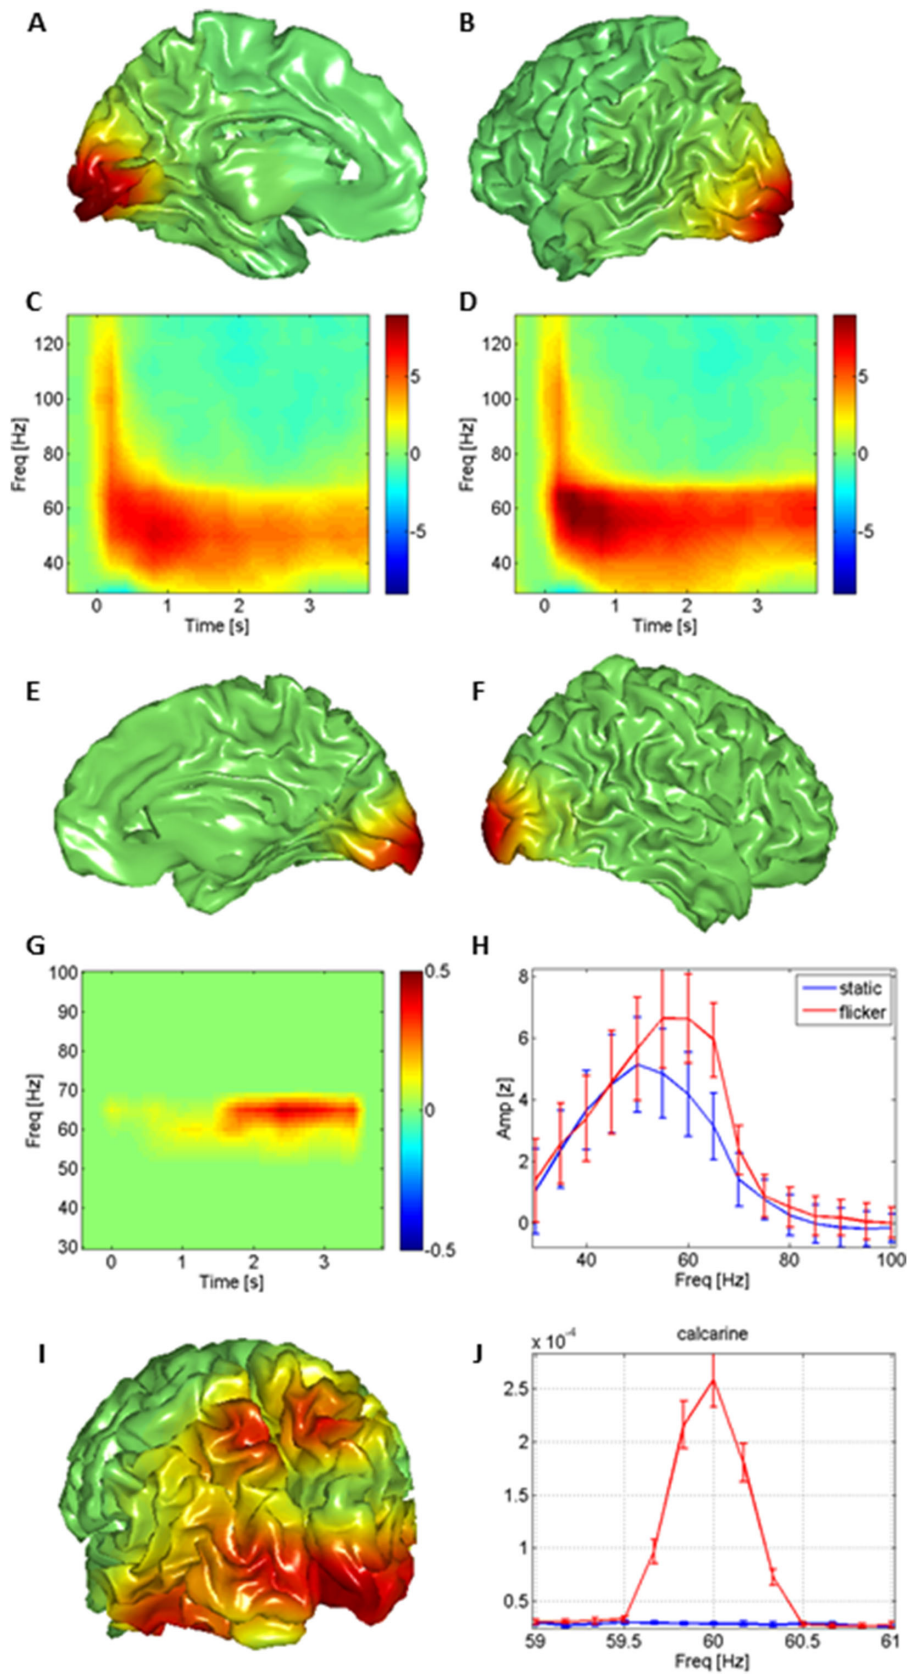 A
B
C
D
120
100
80
60
40
Freq [Hz]
0
1
2
3
Time [s]
5
0
-5
120
100
80
60
40
Freq [Hz]
0
1
2
3
Time [s]
5
0
-5
E
F
G
H
100
90
80
70
60
50
40
30
Freq [Hz]
0
1
2
3
Time [s]
0.5
0
-0.5
8
6
4
2
0
Amp [z]
static
flicker
40
60
80
100
Freq [Hz]
I
J
x 10-4
calcarine
2.5
2
1.5
1
0.5
59
59.5
60
60.5
61
Freq [Hz]